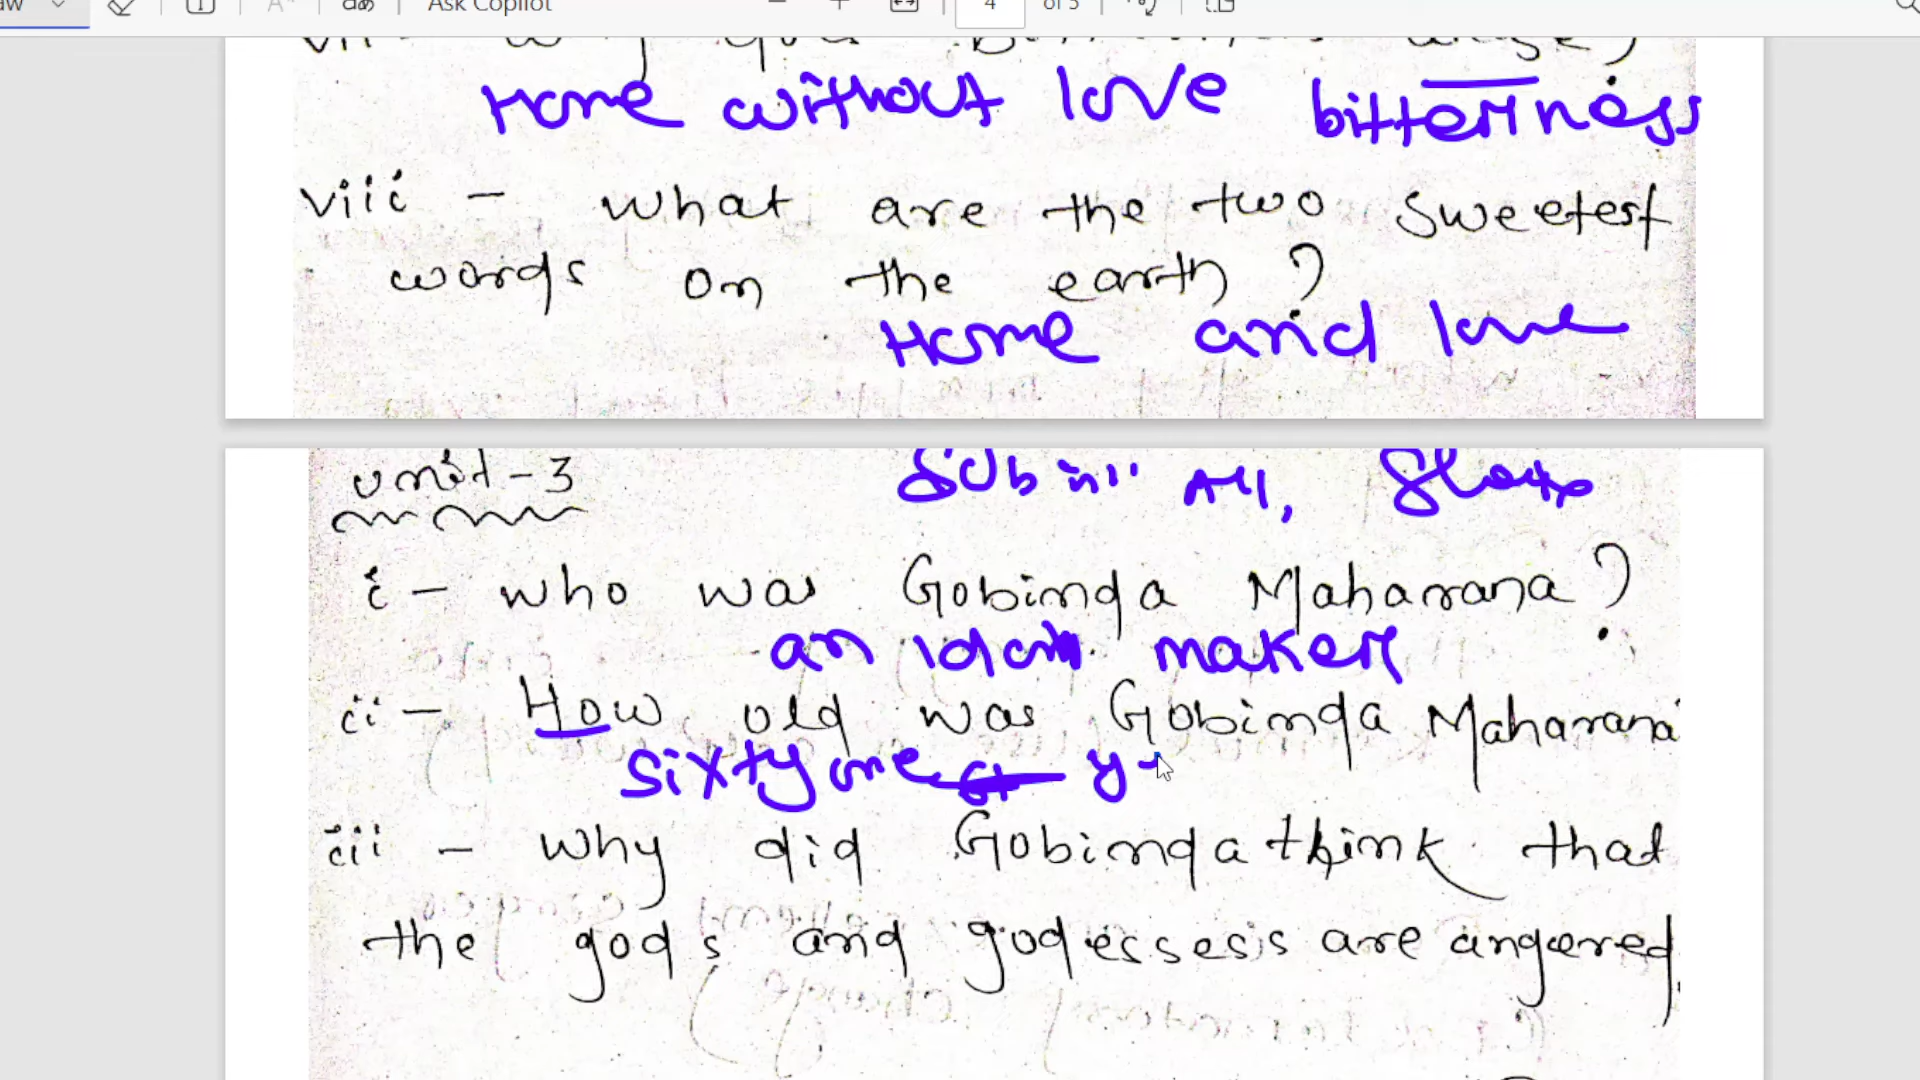 Ask Copilot 4 of 5
Home without love bitterness
viii - What are the two sweetest
words on the earth?
Home and love
Unit-3
i - who was Gobinda Maharana?
an idol maker
ii - How old was Gobinda Maharana
sixty one y
iii - why did Gobinda think that
the gods and godessesis are angered